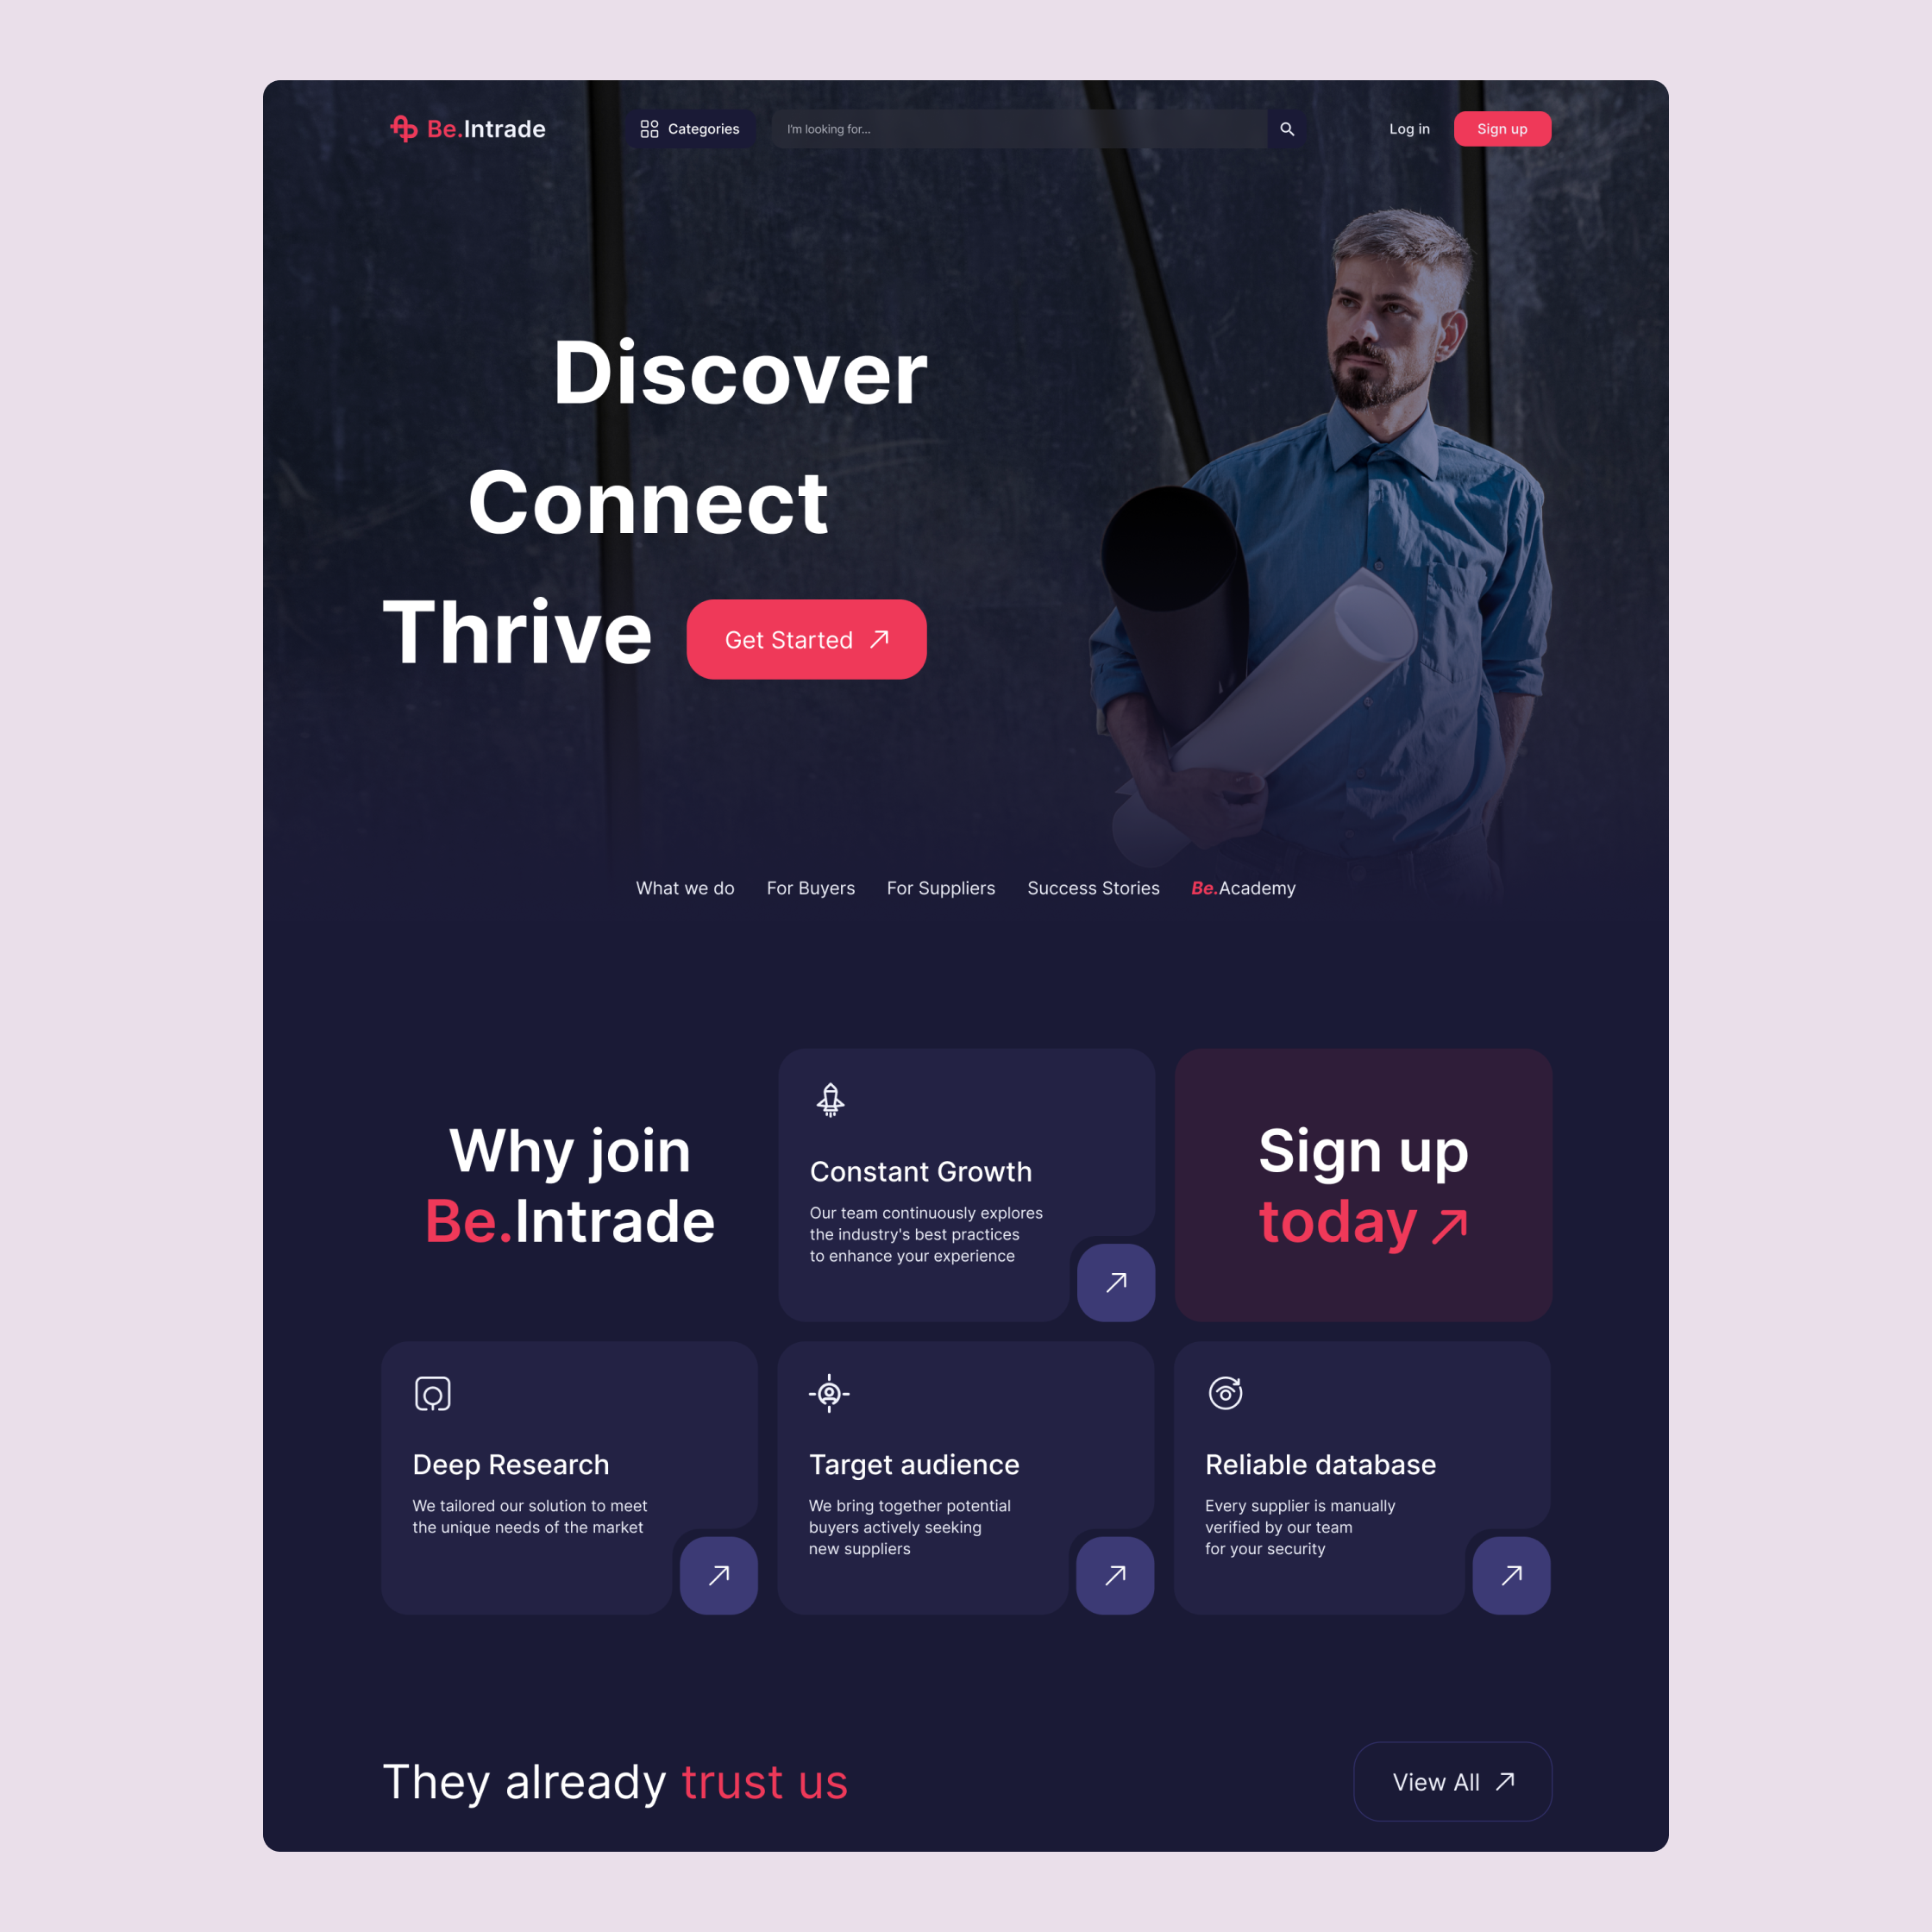 Be.Intrade
Categories
I'm looking for...
Log in
Sign up
Discover
Connect
Thrive
Get Started
What we do
For Buyers
For Suppliers
Success Stories
Be.Academy
Why join
Be.Intrade
Constant Growth
Our team continuously explores
the industry's best practices
to enhance your experience
Sign up
today
Deep Research
We tailored our solution to meet
the unique needs of the market
Target audience
We bring together potential
buyers actively seeking
new suppliers
Reliable database
Every supplier is manually
verified by our team
for your security
They already trust us
View All